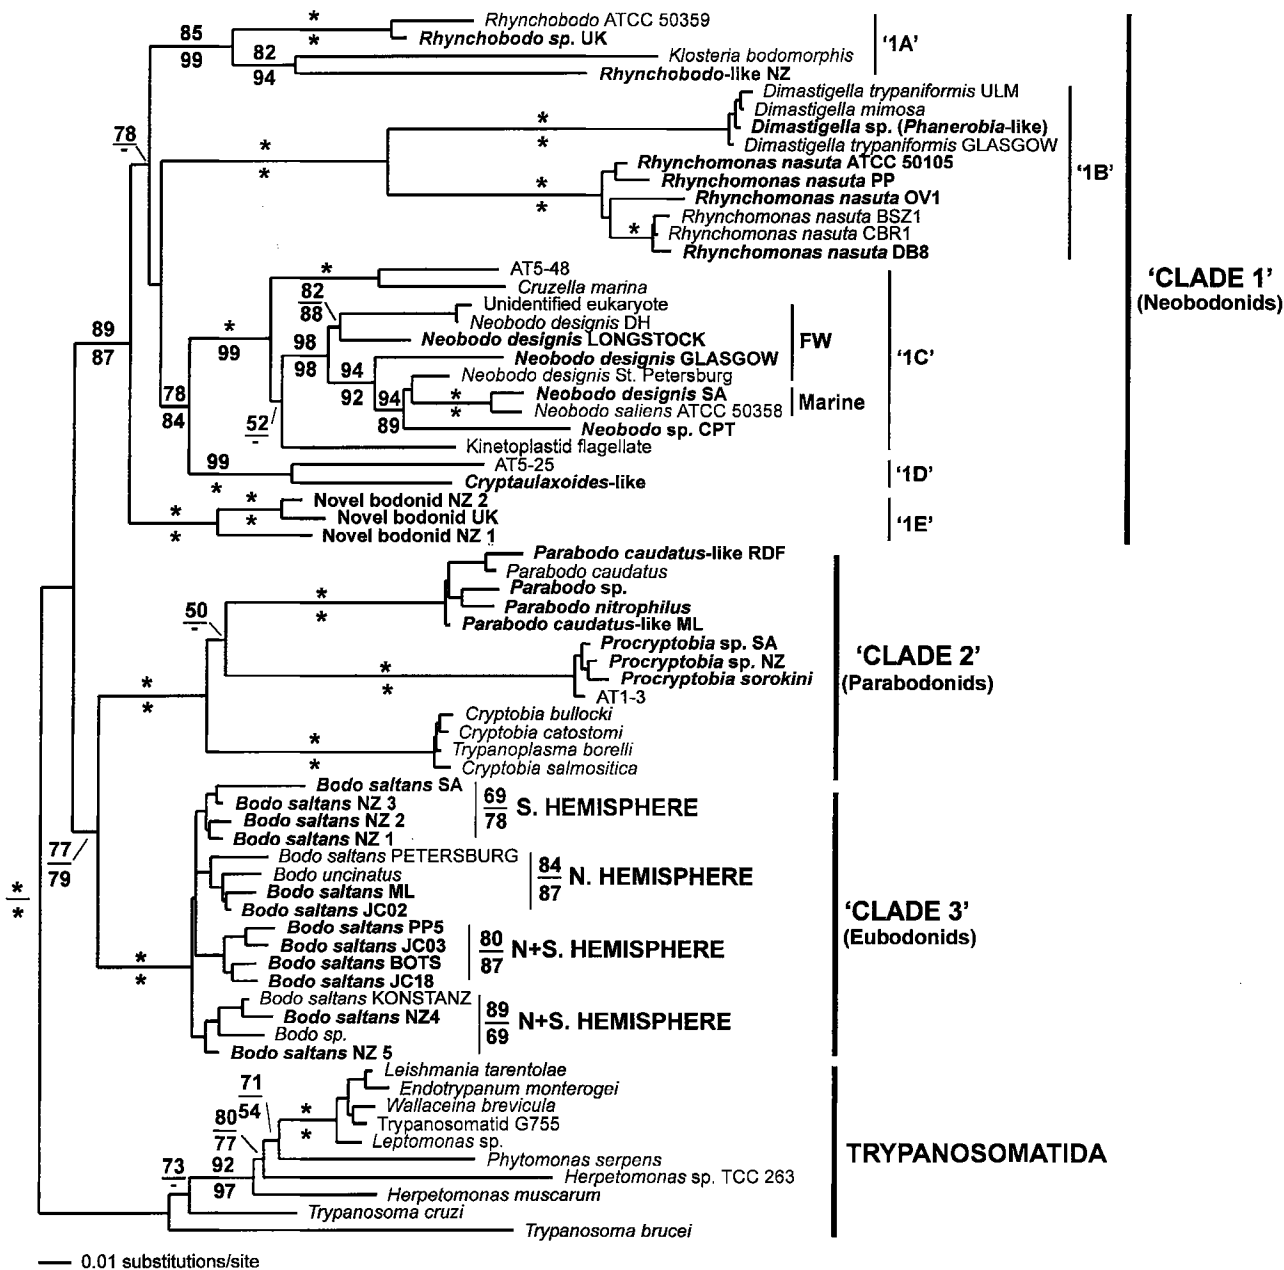 Rhynchobodo ATCC 50359
Rhynchobodo sp. UK
Klosteria bodomorphis
Rhynchobodo-like NZ
'1A'
85
99
*
*
82
94
Dimastigella trypaniformis ULM
Dimastigella mimosa
Dimastigella sp. (Phanerobia-like)
Dimastigella trypaniformis GLASGOW
Rhynchomonas nasuta ATCC 50105
Rhynchomonas nasuta PP
Rhynchomonas nasuta OV1
Rhynchomonas nasuta BSZ1
Rhynchomonas nasuta CBR1
Rhynchomonas nasuta DB8
'1B'
78
-
*
*
*
*
*
*
*
AT5-48
Cruzella marina
Unidentified eukaryote
Neobodo designis DH
Neobodo designis LONGSTOCK
Neobodo designis GLASGOW
Neobodo designis St. Petersburg
FW
Neobodo designis SA
Neobodo saliens ATCC 50358
Marine
Neobodo sp. CPT
Kinetoplastid flagellate
'1C'
*
82
88
*
99
98
98
94
92
94
89
*
*
52
-
78
84
89
87
AT5-25
Cryptaulaxoides-like
'1D'
99
*
Novel bodonid NZ 2
Novel bodonid UK
Novel bodonid NZ 1
'1E'
*
*
*
*
'CLADE 1'
(Neobodonids)
Parabodo caudatus-like RDF
Parabodo caudatus
Parabodo sp.
Parabodo nitrophilus
Parabodo caudatus-like ML
Procryptobia sp. SA
Procryptobia sp. NZ
Procryptobia sorokini
AT1-3
Cryptobia bullocki
Cryptobia catostomi
Trypanoplasma borelli
Cryptobia salmositica
50
-
*
*
*
*
*
*
*
*
'CLADE 2'
(Parabodonids)
Bodo saltans SA
Bodo saltans NZ 3
Bodo saltans NZ 2
Bodo saltans NZ 1
69
78
S. HEMISPHERE
Bodo saltans PETERSBURG
Bodo uncinatus
Bodo saltans ML
Bodo saltans JC02
84
87
N. HEMISPHERE
Bodo saltans PP5
Bodo saltans JC03
Bodo saltans BOTS
Bodo saltans JC18
80
87
N+S. HEMISPHERE
Bodo saltans KONSTANZ
Bodo saltans NZ4
Bodo sp.
Bodo saltans NZ 5
89
69
N+S. HEMISPHERE
77
79
*
*
*
*
'CLADE 3'
(Eubodonids)
Leishmania tarentolae
Endotrypanum monterogei
Wallaceina brevicula
Trypanosomatid G755
Leptomonas sp.
Phytomonas serpens
Herpetomonas sp. TCC 263
Herpetomonas muscarum
Trypanosoma cruzi
Trypanosoma brucei
71
54
*
*
80
77
92
97
73
-
TRYPANOSOMATIDA
0.01 substitutions/site